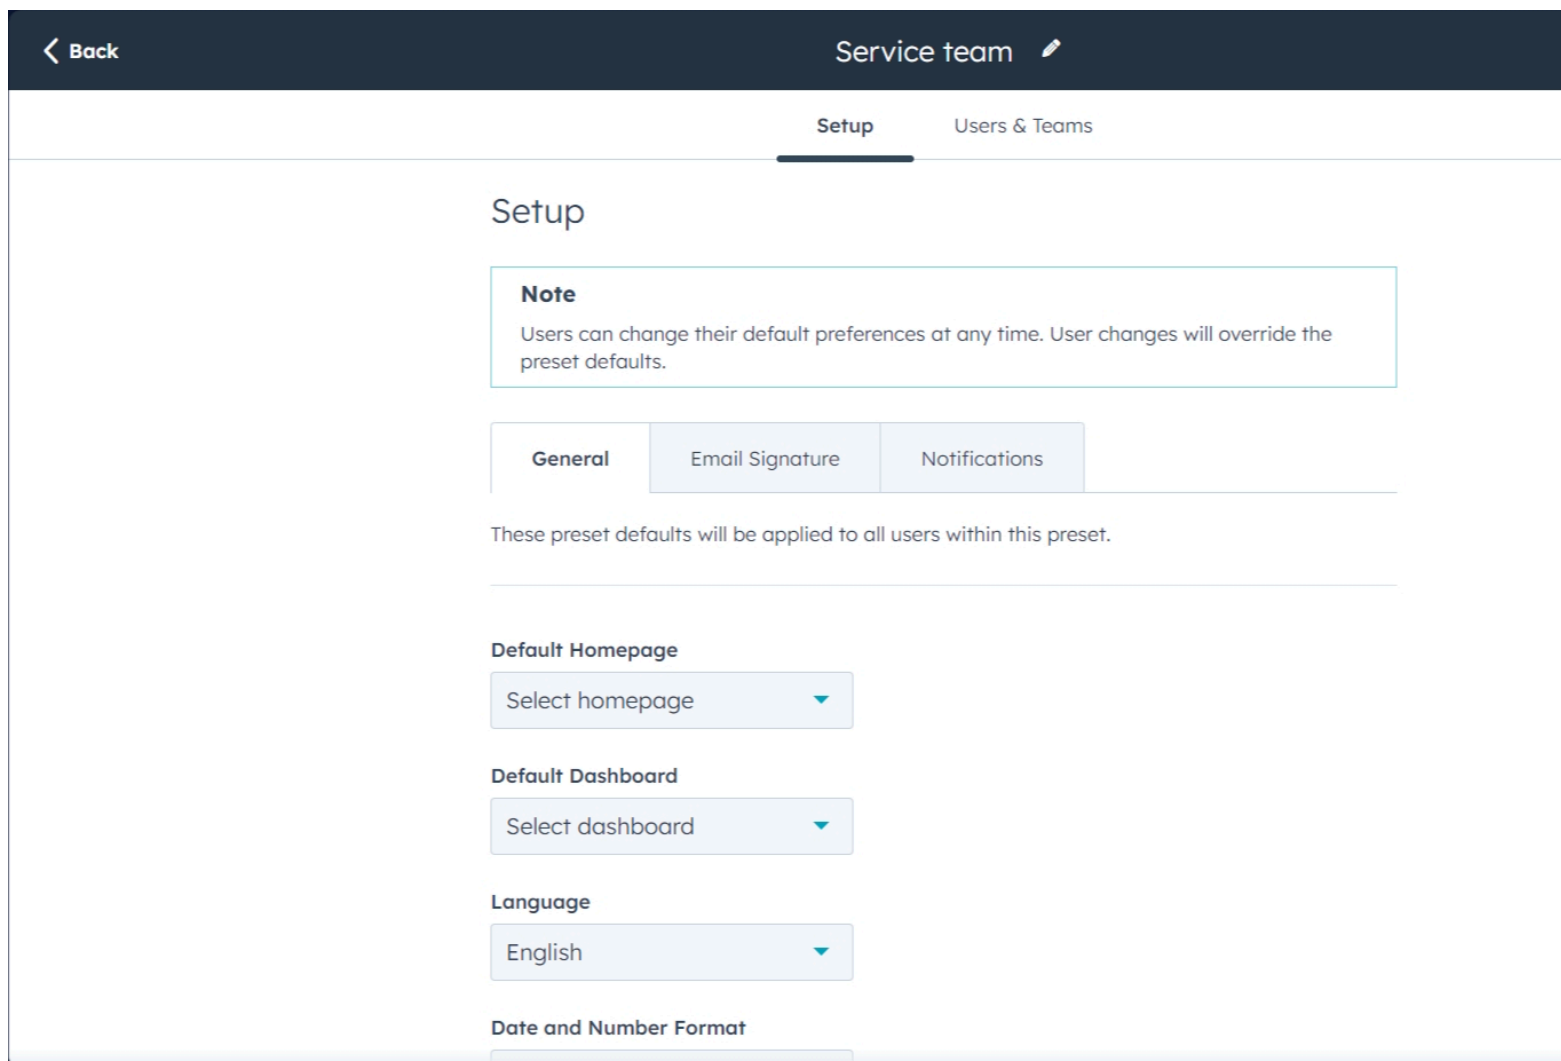 Back
Service team
Setup
Users & Teams
Setup
Note
Users can change their default preferences at any time. User changes will override the
preset defaults.
General
Email Signature
Notifications
These preset defaults will be applied to all users within this preset.
Default Homepage
Select homepage
Default Dashboard
Select dashboard
Language
English
Date and Number Format